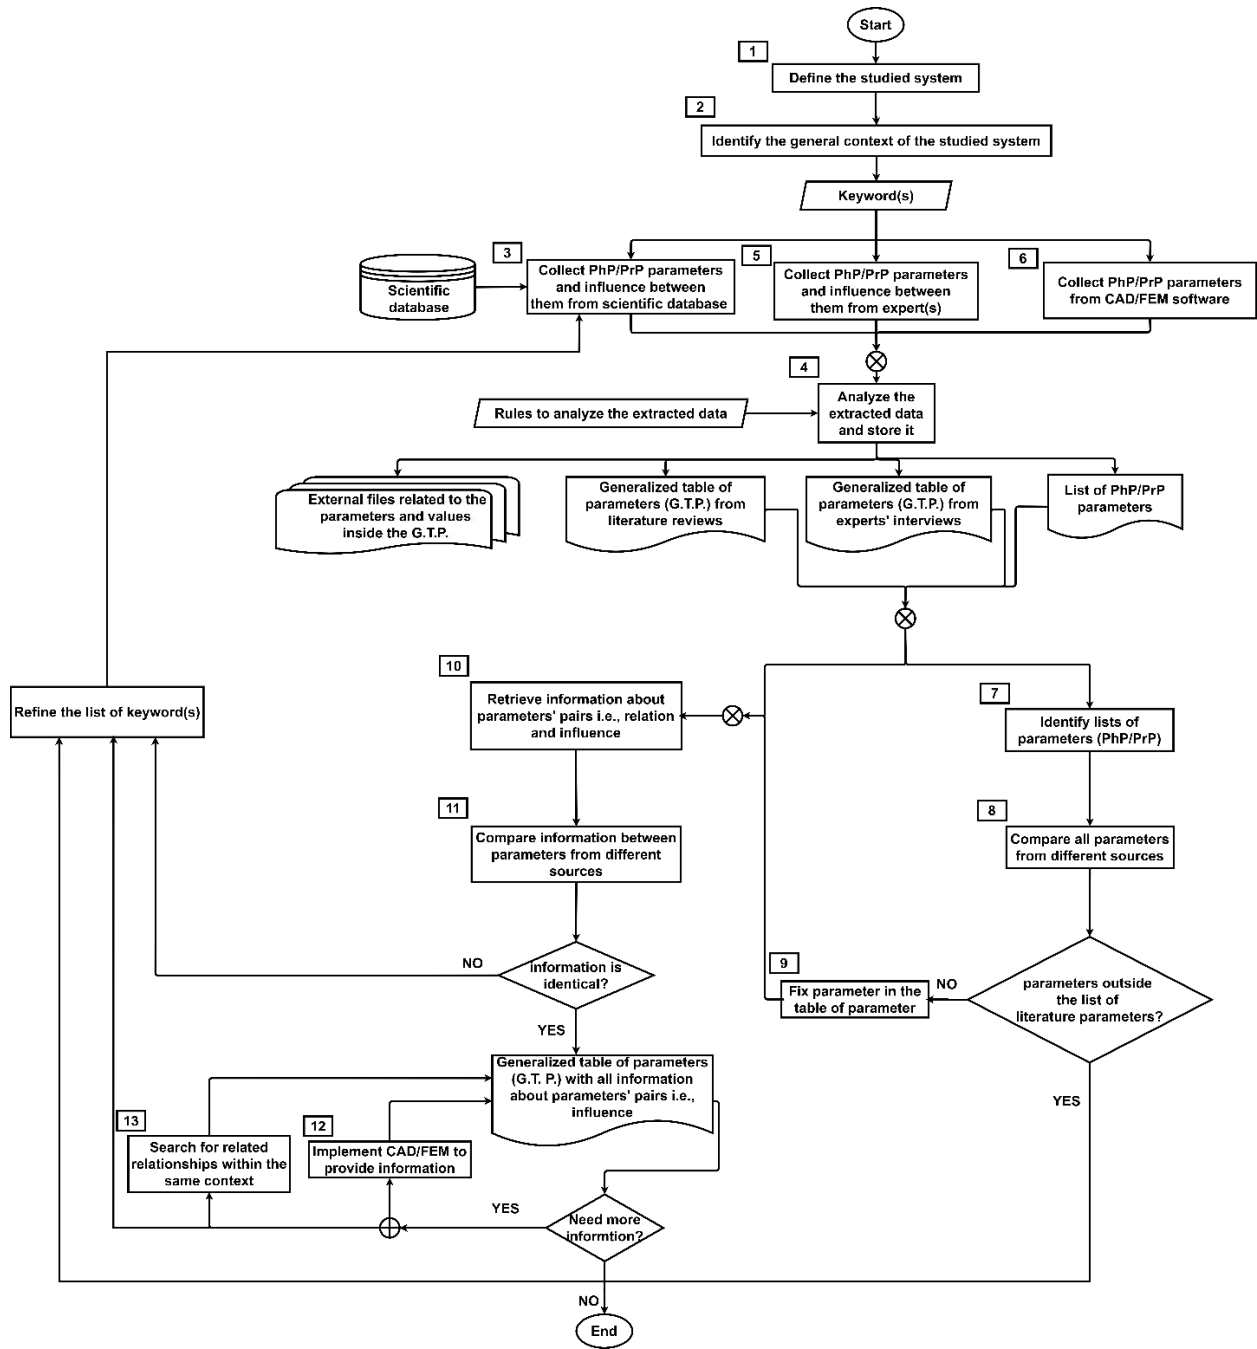 Start
1
Define the studied system
2
Identify the general context of the studied system
Keyword(s)
3
Collect PhP/PrP parameters
and influence between
them from scientific database
5
Collect PhP/PrP parameters
and influence between
them from expert(s)
6
Collect PhP/PrP parameters
from CAD/FEM software
Scientific
database
4
Analyze the
extracted data
and store it
Rules to analyze the extracted data
External files related to the
parameters and values
inside the G.T.P.
Generalized table of
parameters (G.T.P.) from
literature reviews
Generalized table of
parameters (G.T.P.) from
experts' interviews
List of PhP/PrP
parameters
10
Retrieve information about
parameters' pairs i.e., relation
and influence
7
Identify lists of
parameters (PhP/PrP)
Refine the list of keyword(s)
11
Compare information between
parameters from different
sources
8
Compare all parameters
from different sources
NO
information is
identical?
9
Fix parameter in the
table of parameter
NO
parameters outside
the list of
literature parameters?
YES
YES
Generalized table of parameters
(G.T. P.) with all information
about parameters' pairs i.e.,
influence
13
Search for related
relationships within the
same context
12
Implement CAD/FEM to
provide information
YES
Need more
informtion?
NO
End